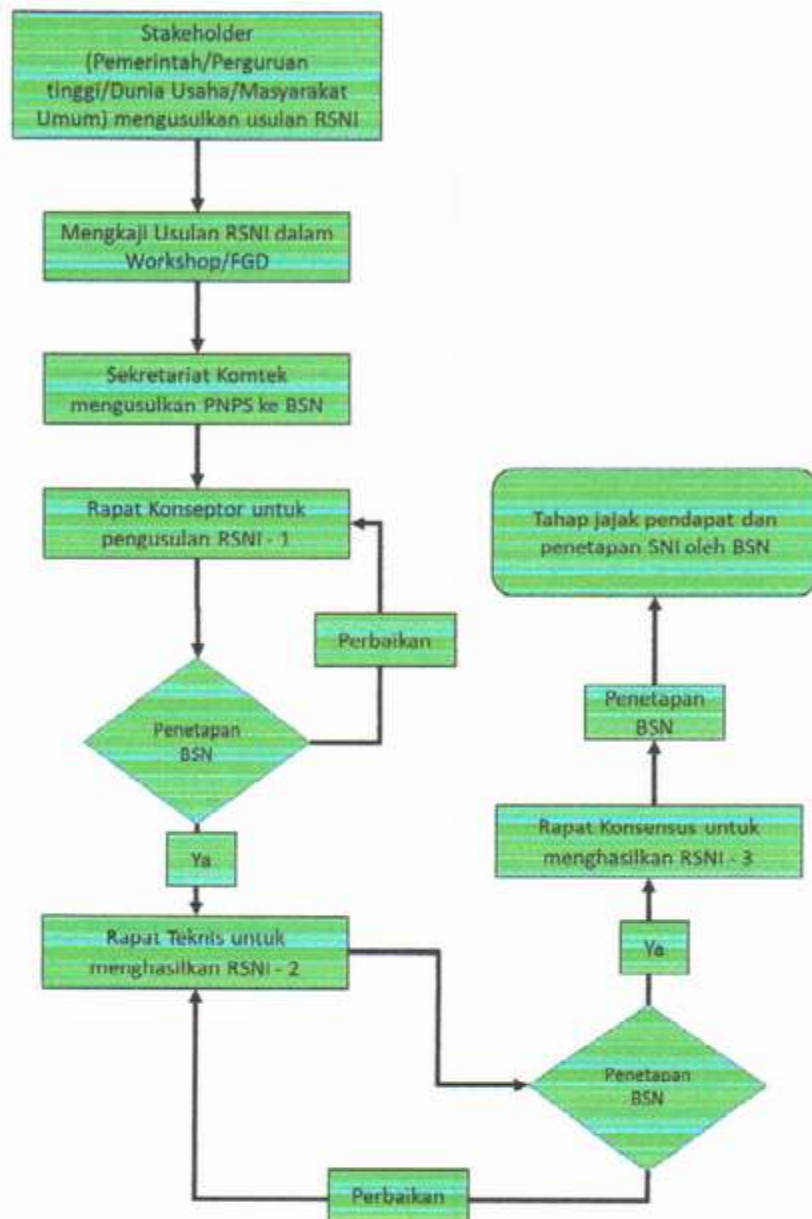 Stakeholder
(Pemerintah/Perguruan
tinggi/Dunia Usaha/Masyarakat
Umum) mengusulkan usulan RSNI
Mengkaji Usulan RSNI dalam
Workshop/FGD
Sekretariat Komtek
mengusulkan PNPS ke BSN
Rapat Konseptor untuk
pengusulan RSNI - 1
Perbaikan
Penetapan
BSN
Ya
Rapat Teknis untuk
menghasilkan RSNI - 2
Penetapan
BSN
Perbaikan
Ya
Rapat Konsensus untuk
menghasilkan RSNI - 3
Penetapan
BSN
Tahap jajak pendapat dan
penetapan SNI oleh BSN